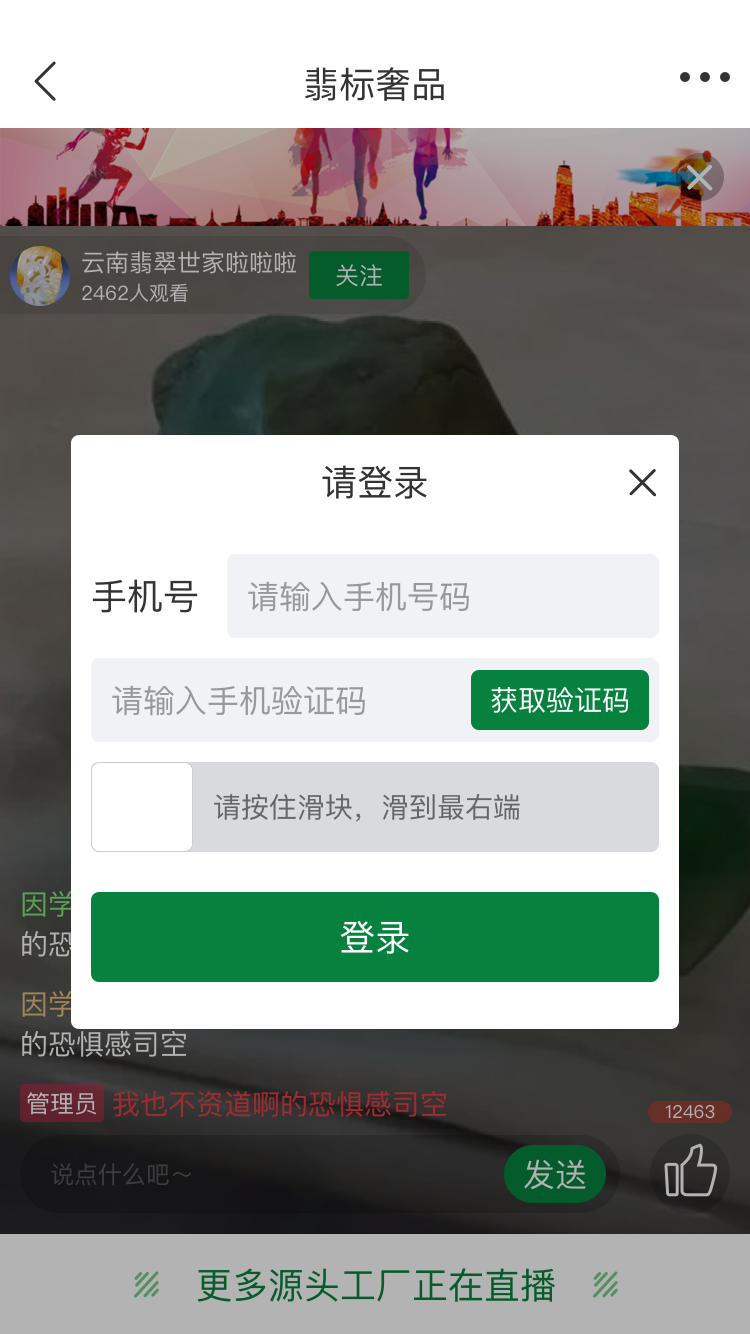 翡标奢品
云南翡翠世家啦啦啦
2462人观看
关注
请登录
手机号
请输入手机号码
请输入手机验证码
获取验证码
请按住滑块，滑到最右端
登录
因学
的恐
因学
的恐惧感司空
管理员 我也不资道啊的恐惧感司空
12463
说点什么吧～
发送
更多源头工厂正在直播